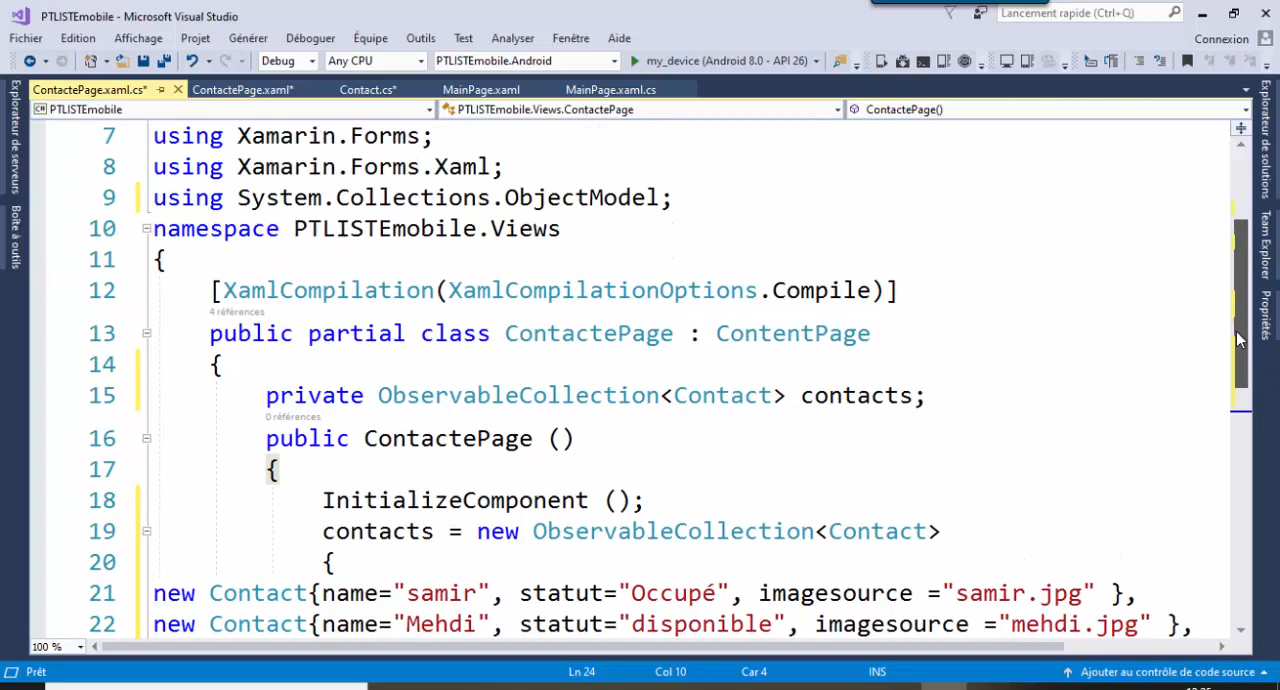 PTLISTEmobile - Microsoft Visual Studio
Lancement rapide (Ctrl+Q)
Fichier Edition Affichage Projet Générer Déboguer Équipe Outils Test Analyser Fenêtre Aide
Connexion
Debug Any CPU PTLISTEmobile.Android my_device (Android 8.0 - API 26)
ContactePage.xaml.cs* ContactePage.xaml* Contact.cs* MainPage.xaml MainPage.xaml.cs
PTLISTEmobile PTLISTEmobile.Views.ContactePage ContactePage()
Explorateur de serveurs
Boîte à outils
Explorateur de solutions
Team Explorer
Propriétés
7 using Xamarin.Forms;
8 using Xamarin.Forms.Xaml;
9 using System.Collections.ObjectModel;
10 namespace PTLISTEmobile.Views
11 {
12 [XamlCompilation(XamlCompilationOptions.Compile)]
4 références
13 public partial class ContactePage : ContentPage
14 {
15 private ObservableCollection<Contact> contacts;
0 références
16 public ContactePage ()
17 {
18 InitializeComponent ();
19 contacts = new ObservableCollection<Contact>
20 {
21 new Contact{name="samir", statut="Occupé", imagesource ="samir.jpg" },
22 new Contact{name="Mehdi", statut="disponible", imagesource ="mehdi.jpg" },
100 %
Prêt Ln 24 Col 10 Car 4 INS Ajouter au contrôle de code source